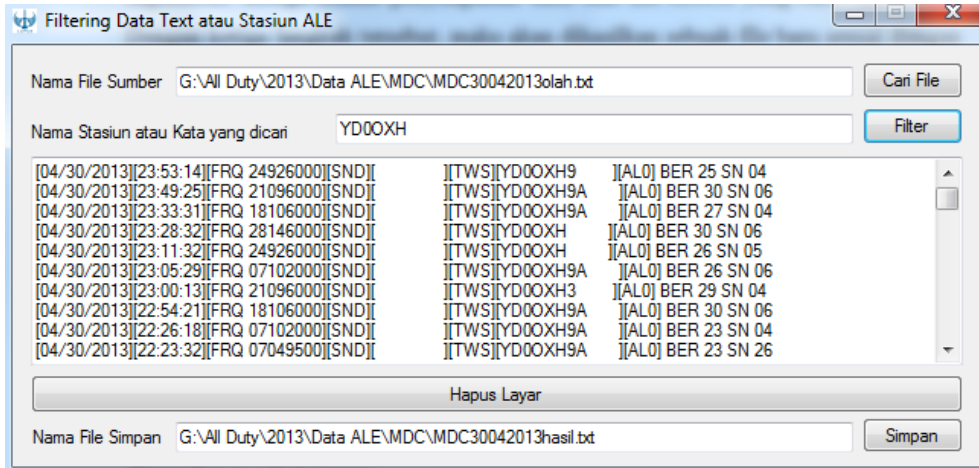 Filtering Data Text atau Stasiun ALE
Nama File Sumber G:\All Duty\2013\Data ALE\MDC\MDC30042013olah.txt Cari File
Nama Stasiun atau Kata yang dicari YD0OXH Filter
[04/30/2013][23:53:14][FRQ 24926000][SND][ ][TWS][YD0OXH9 ][AL0] BER 25 SN 04
[04/30/2013][23:49:25][FRQ 21096000][SND][ ][TWS][YD0OXH9A ][AL0] BER 30 SN 06
[04/30/2013][23:33:31][FRQ 18106000][SND][ ][TWS][YD0OXH9A ][AL0] BER 27 SN 04
[04/30/2013][23:28:32][FRQ 28146000][SND][ ][TWS][YD0OXH ][AL0] BER 30 SN 06
[04/30/2013][23:11:32][FRQ 24926000][SND][ ][TWS][YD0OXH ][AL0] BER 26 SN 05
[04/30/2013][23:05:29][FRQ 07102000][SND][ ][TWS][YD0OXH9A ][AL0] BER 26 SN 06
[04/30/2013][23:00:13][FRQ 21096000][SND][ ][TWS][YD0OXH3 ][AL0] BER 29 SN 04
[04/30/2013][22:54:21][FRQ 18106000][SND][ ][TWS][YD0OXH9A ][AL0] BER 30 SN 06
[04/30/2013][22:26:18][FRQ 07102000][SND][ ][TWS][YD0OXH9A ][AL0] BER 23 SN 04
[04/30/2013][22:23:32][FRQ 07049500][SND][ ][TWS][YD0OXH9A ][AL0] BER 23 SN 26
Hapus Layar
Nama File Simpan G:\All Duty\2013\Data ALE\MDC\MDC30042013hasil.txt Simpan